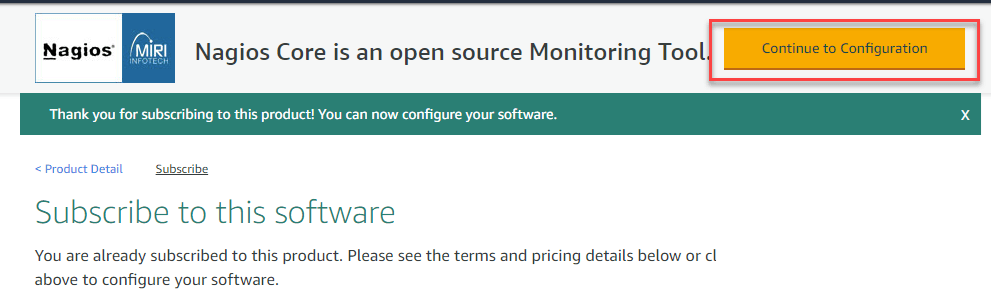 Nagios®
MiRi
INFOTECH
Nagios Core is an open source Monitoring Tool.
Continue to Configuration
Thank you for subscribing to this product! You can now configure your software.
X
< Product Detail
Subscribe
Subscribe to this software
You are already subscribed to this product. Please see the terms and pricing details below or cl
above to configure your software.